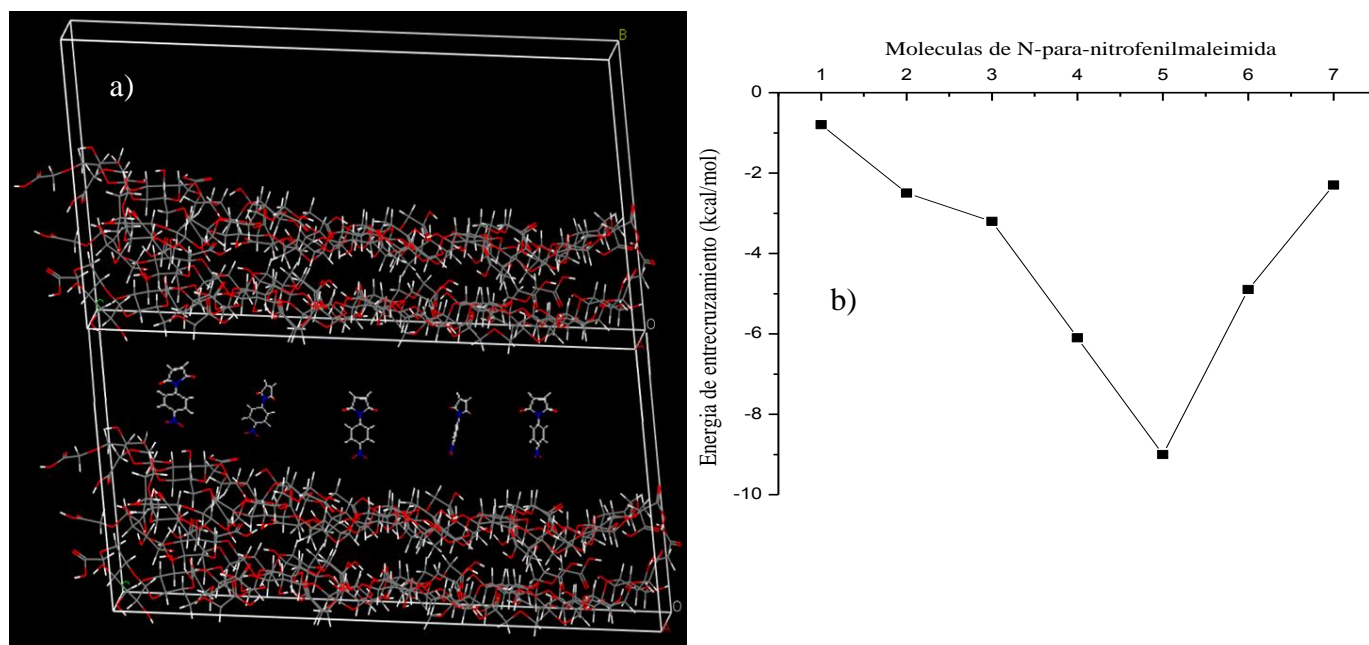 a)
B
C
O
A
C
O
A
Moleculas de N-para-nitrofenilmaleimida
1 2 3 4 5 6 7
0
-2
-4
-6
-8
-10
Energia de entrecruzamiento (kcal/mol)
b)